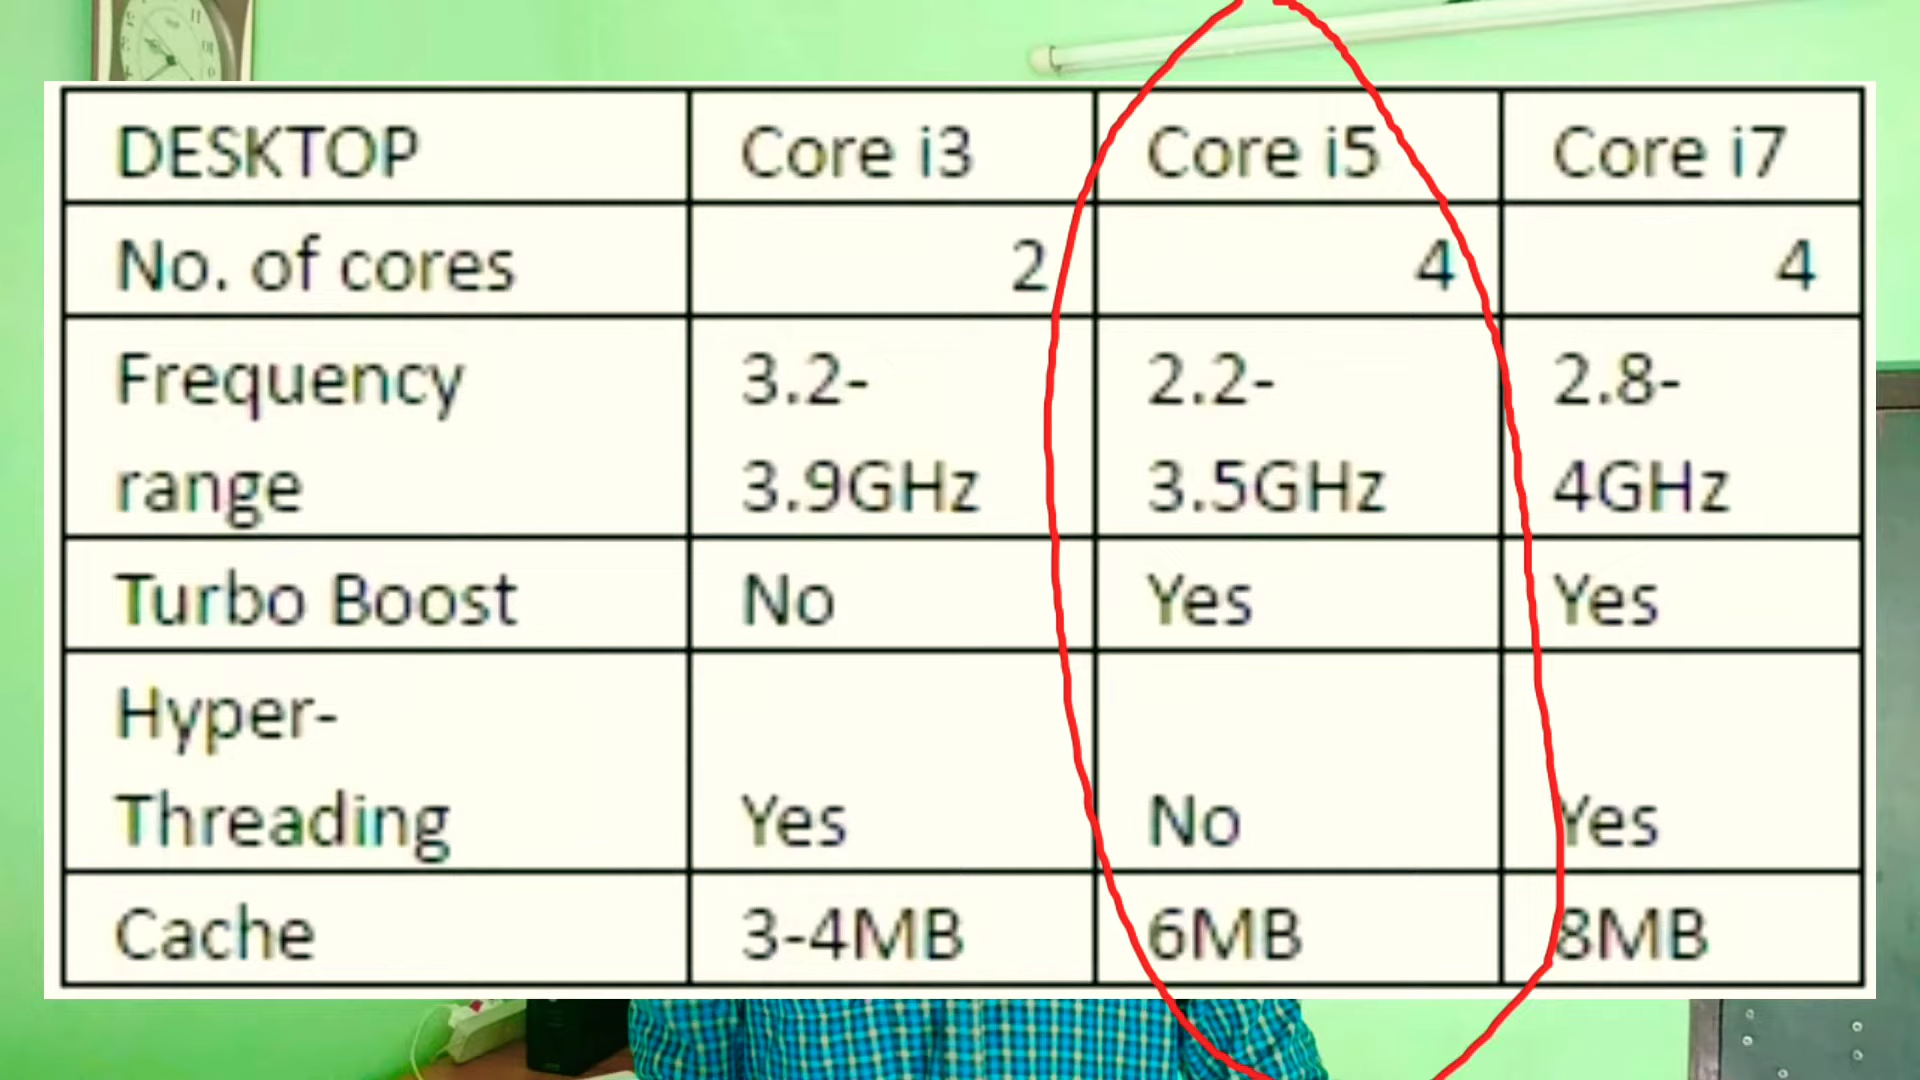 DESKTOP Core i3 Core i5 Core i7
No. of cores 2 4 4
Frequency 3.2- 2.2- 2.8-
range 3.9GHz 3.5GHz 4GHz
Turbo Boost No Yes Yes
Hyper-
Threading Yes No Yes
Cache 3-4MB 6MB 8MB